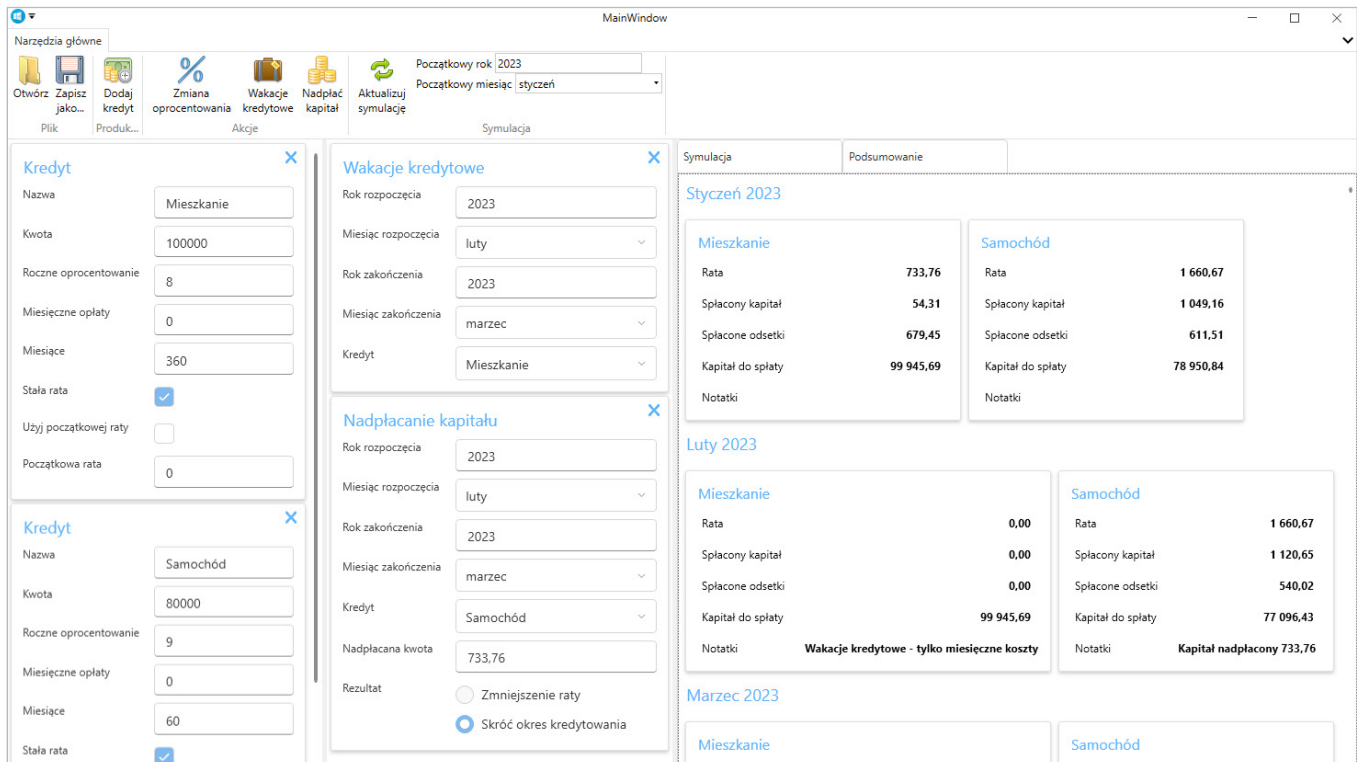 MainWindow
Narzędzia główne
Otwórz
Zapisz
jako...
Plik
Dodaj
kredyt
Produk...
Zmiana
oprocentowania
Wakacje
kredytowe
Nadpłać
kapitał
Akcje
Aktualizuj
symulację
Początkowy rok 2023
Początkowy miesiąc styczeń
Symulacja
Kredyt
Nazwa Mieszkanie
Kwota 100000
Roczne oprocentowanie 8
Miesięczne opłaty 0
Miesiące 360
Stała rata
Użyj początkowej raty
Początkowa rata 0
Kredyt
Nazwa Samochód
Kwota 80000
Roczne oprocentowanie 9
Miesięczne opłaty 0
Miesiące 60
Stała rata
Wakacje kredytowe
Rok rozpoczęcia 2023
Miesiąc rozpoczęcia luty
Rok zakończenia 2023
Miesiąc zakończenia marzec
Kredyt Mieszkanie
Nadpłacanie kapitału
Rok rozpoczęcia 2023
Miesiąc rozpoczęcia luty
Rok zakończenia 2023
Miesiąc zakończenia marzec
Kredyt Samochód
Nadpłacana kwota 733,76
Rezultat Zmniejszenie raty
Skróć okres kredytowania
Symulacja
Podsumowanie
Styczeń 2023
Mieszkanie
Rata 733,76
Spłacony kapitał 54,31
Spłacone odsetki 679,45
Kapitał do spłaty 99 945,69
Notatki
Samochód
Rata 1 660,67
Spłacony kapitał 1 049,16
Spłacone odsetki 611,51
Kapitał do spłaty 78 950,84
Notatki
Luty 2023
Mieszkanie
Rata 0,00
Spłacony kapitał 0,00
Spłacone odsetki 0,00
Kapitał do spłaty 99 945,69
Notatki Wakacje kredytowe - tylko miesięczne koszty
Samochód
Rata 1 660,67
Spłacony kapitał 1 120,65
Spłacone odsetki 540,02
Kapitał do spłaty 77 096,43
Notatki Kapitał nadpłacony 733,76
Marzec 2023
Mieszkanie
Samochód